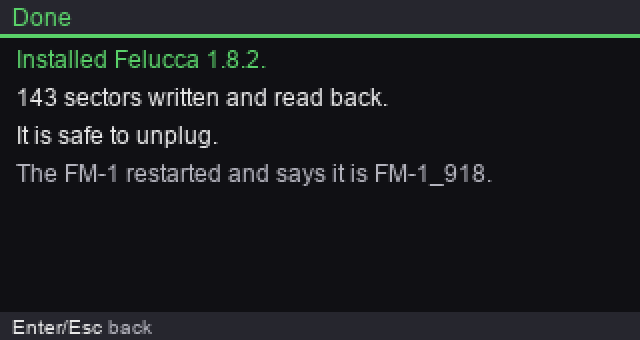 Done
Installed Felucca 1.8.2.
143 sectors written and read back.
It is safe to unplug.
The FM-1 restarted and says it is FM-1_918.
Enter/Esc back